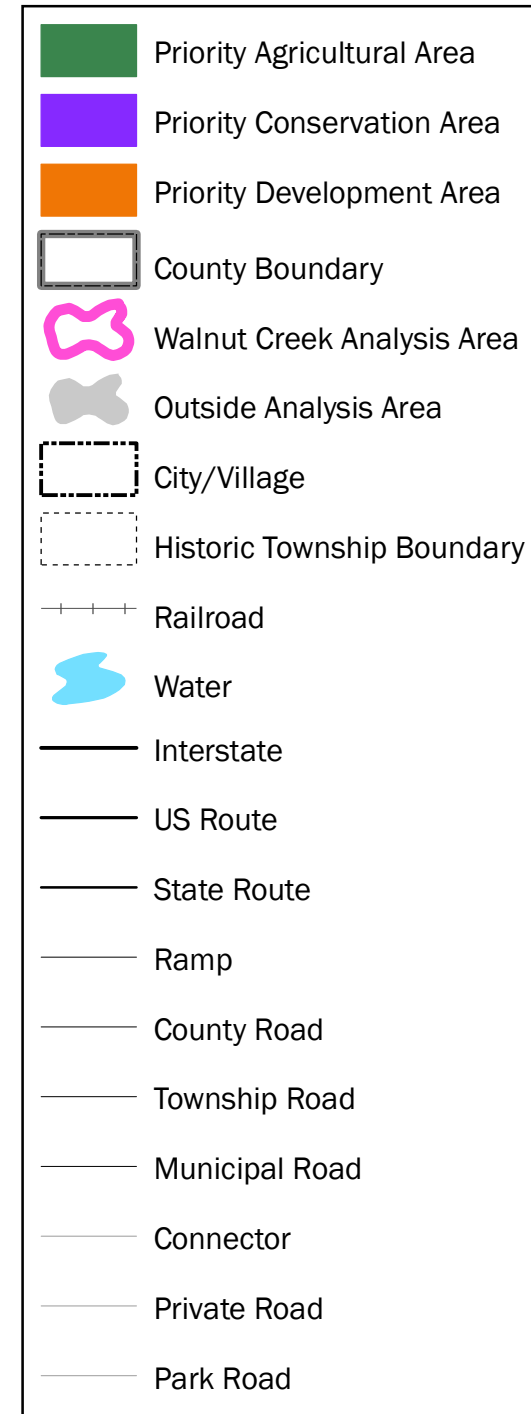 Priority Agricultural Area
Priority Conservation Area
Priority Development Area
County Boundary
Walnut Creek Analysis Area
Outside Analysis Area
City/Village
Historic Township Boundary
Railroad
Water
Interstate
US Route
State Route
Ramp
County Road
Township Road
Municipal Road
Connector
Private Road
Park Road